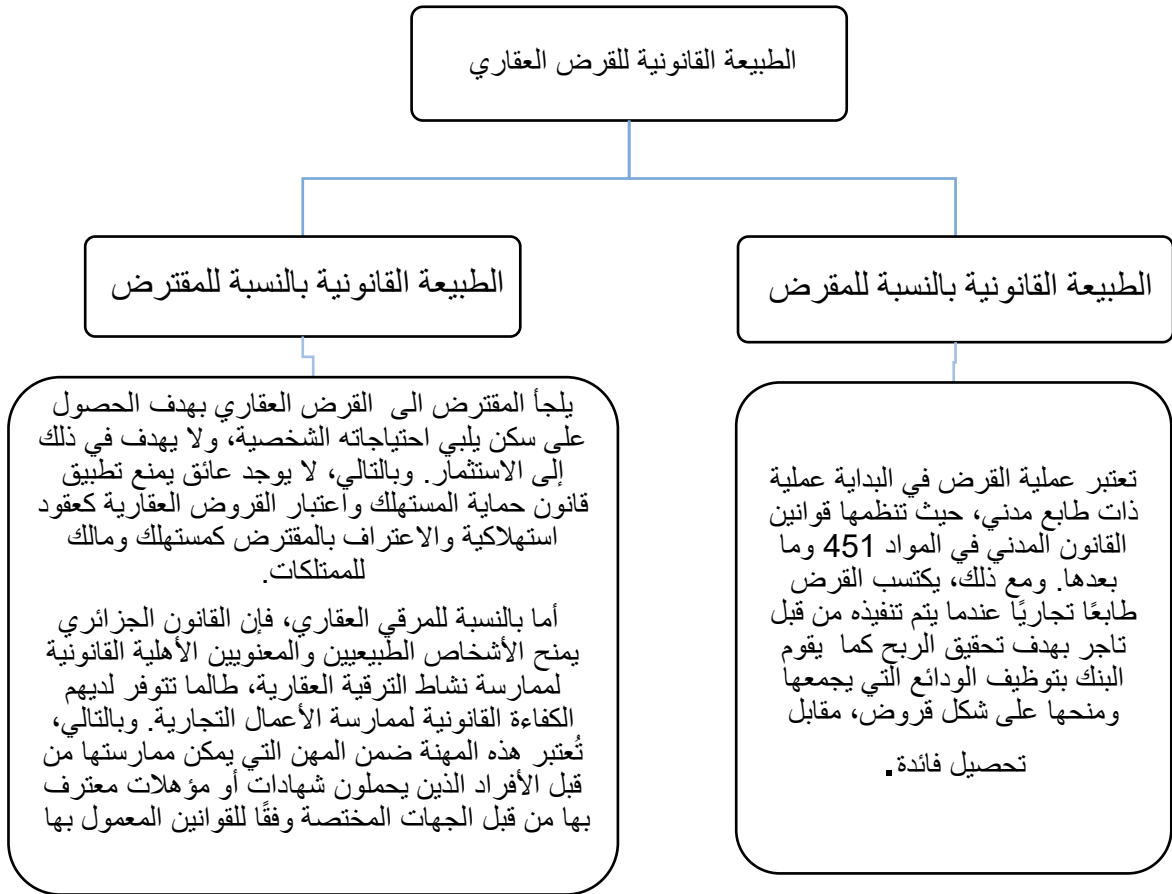 الطبيعة القانونية للقرض العقاري
الطبيعة القانونية بالنسبة للمقرض
الطبيعة القانونية بالنسبة للمقترض
تعتبر عملية القرض في البداية عملية
ذات طابع مدني، حيث تنظمها قوانين
القانون المدني في المواد 451 وما
بعدها. ومع ذلك، يكتسب القرض
طابعًا تجاريًا عندما يتم تنفيذه من قبل
تاجر بهدف تحقيق الربح كما يقوم
البنك بتوظيف الودائع التي يجمعها
ومنحها على شكل قروض، مقابل
تحصيل فائدة.
يلجأ المقترض الى القرض العقاري بهدف الحصول
على سكن يلبي احتياجاته الشخصية، ولا يهدف في ذلك
إلى الاستثمار. وبالتالي، لا يوجد عائق يمنع تطبيق
قانون حماية المستهلك واعتبار القروض العقارية كعقود
استهلاكية والاعتراف بالمقترض كمستهلك ومالك
للممتلكات.
أما بالنسبة للمرقي العقاري، فإن القانون الجزائري
يمنح الأشخاص الطبيعيين والمعنويين الأهلية القانونية
لممارسة نشاط الترقية العقارية، طالما تتوفر لديهم
الكفاءة القانونية لممارسة الأعمال التجارية. وبالتالي،
تُعتبر هذه المهنة ضمن المهن التي يمكن ممارستها من
قبل الأفراد الذين يحملون شهادات أو مؤهلات معترف
بها من قبل الجهات المختصة وفقًا للقوانين المعمول بها